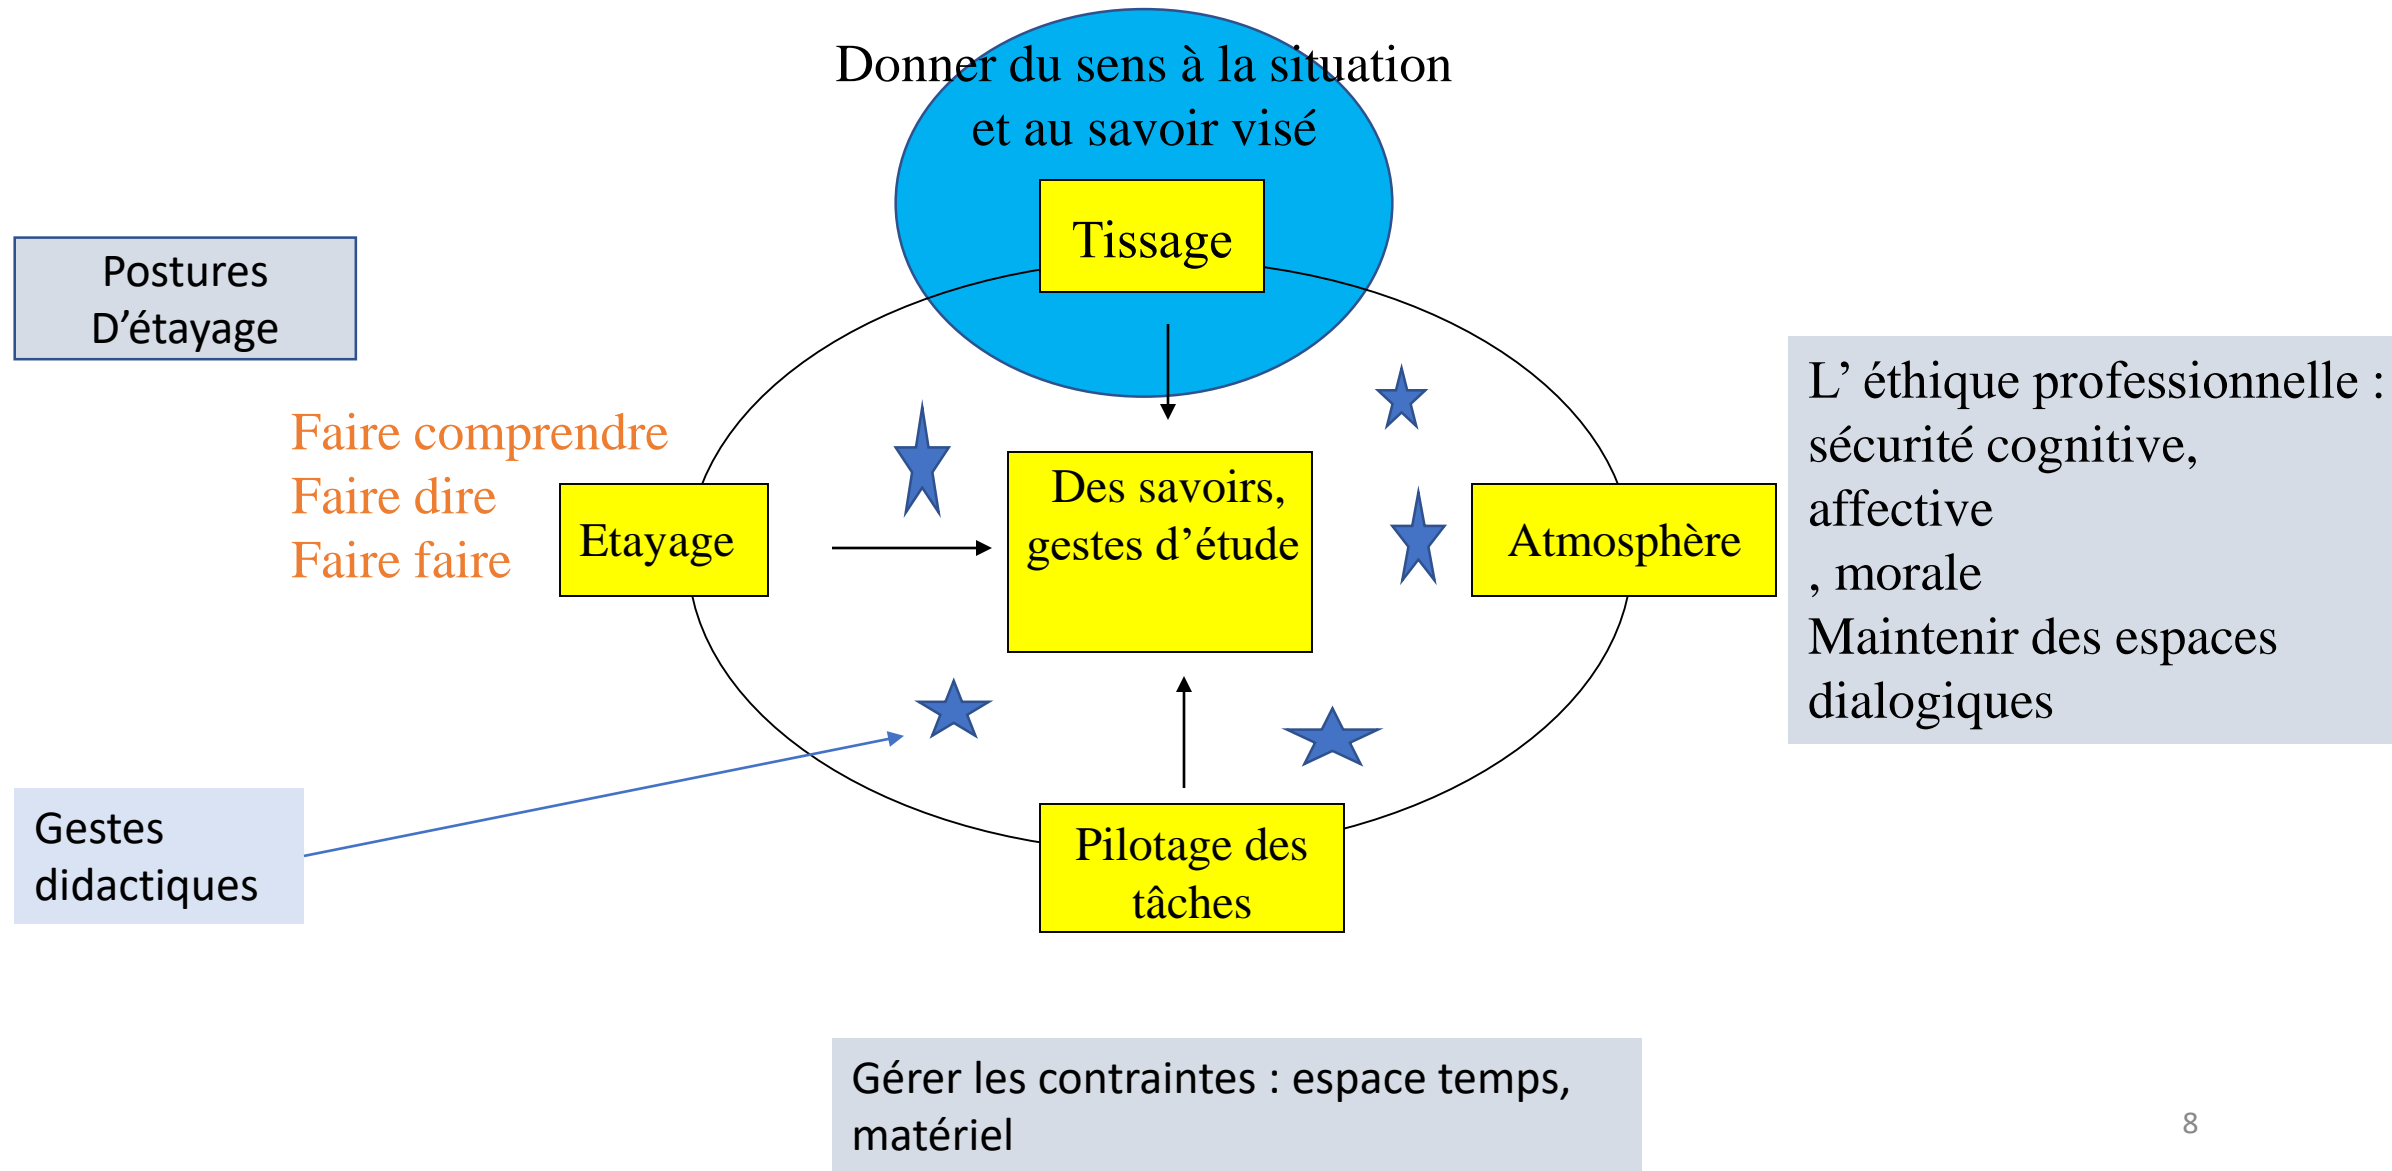 Donner du sens à la situation
et au savoir visé
Tissage
Postures
D’étayage
Faire comprendre
Faire dire
Faire faire
Etayage
Des savoirs,
gestes d’étude
Atmosphère
L’ éthique professionnelle :
sécurité cognitive,
affective
, morale
Maintenir des espaces
dialogiques
Gestes
didactiques
Pilotage des
tâches
Gérer les contraintes : espace temps,
matériel
8